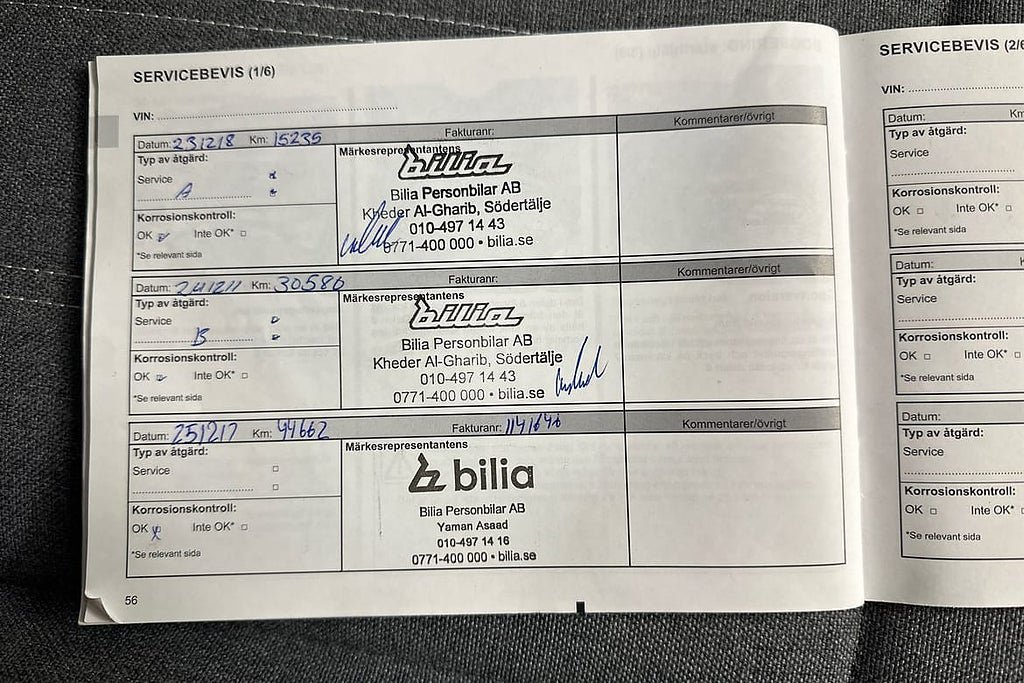 SERVICEBEVIS (1/6)
VIN:
Datum: 231218 Km: 15235 Fakturanr: Kommentarer/övrigt
Typ av åtgärd:
Service
A
Korrosionskontroll:
OK Inte OK*
*Se relevant sida
Märkesrepresentantens
bilia
Bilia Personbilar AB
Kheder Al-Gharib, Södertälje
010-497 14 43
0771-400 000 • bilia.se
Datum: 241211 Km: 30586 Fakturanr: Kommentarer/övrigt
Typ av åtgärd:
Service
B
Korrosionskontroll:
OK Inte OK*
*Se relevant sida
Märkesrepresentantens
bilia
Bilia Personbilar AB
Kheder Al-Gharib, Södertälje
010-497 14 43
0771-400 000 • bilia.se
Datum: 251217 Km: 44662 Fakturanr: 1141646 Kommentarer/övrigt
Typ av åtgärd:
Service
Korrosionskontroll:
OK Inte OK*
*Se relevant sida
Märkesrepresentantens
bilia
Bilia Personbilar AB
Yaman Asaad
010-497 14 16
0771-400 000 • bilia.se
56
SERVICEBEVIS (2/6
VIN:
Datum:
Typ av åtgärd:
Service
Korrosionskontroll:
OK Inte OK*
*Se relevant sida
Datum:
Typ av åtgärd:
Service
Korrosionskontroll:
OK Inte OK*
*Se relevant sida
Datum:
Typ av åtgärd:
Service
Korrosionskontroll:
OK Inte OK*
*Se relevant sida